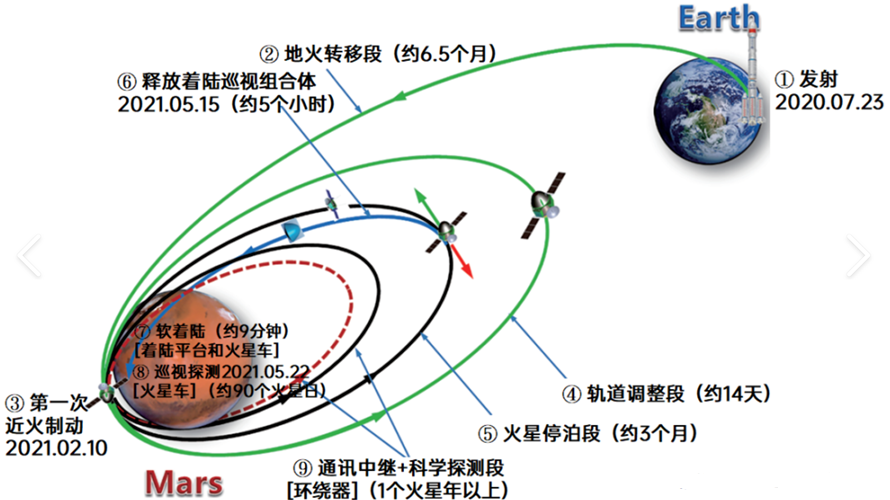 Earth
② 地火转移段（约6.5个月）
⑥ 释放着陆巡视组合体
2021.05.15（约5个小时）
① 发射
2020.07.23
⑦ 软着陆（约9分钟）
[着陆平台和火星车]
⑧ 巡视探测2021.05.22
[火星车]（约90个火星日）
③ 第一次
近火制动
2021.02.10
④ 轨道调整段（约14天）
⑤ 火星停泊段（约3个月）
⑨ 通讯中继+科学探测段
[环绕器]（1个火星年以上）
Mars